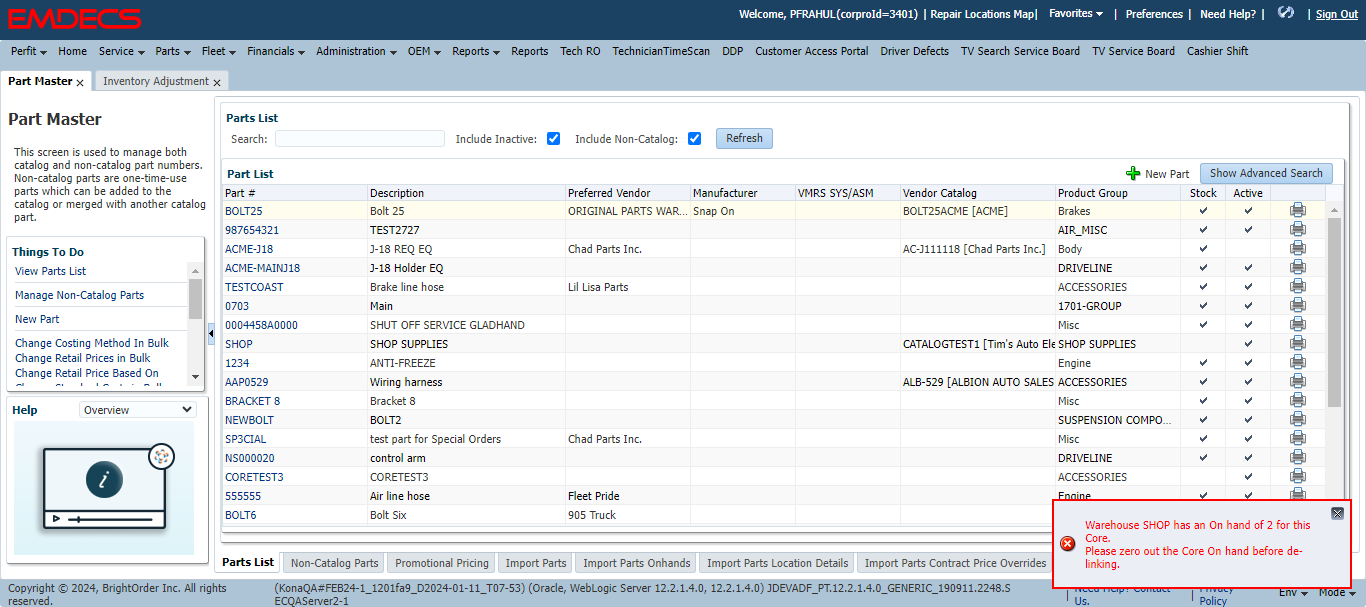 EMDECS
Welcome, PFRAHUL(corproId=3401) | Repair Locations Map| Favorites | Preferences | Need Help? | | Sign Out
Perfit Home Service Parts Fleet Financials Administration OEM Reports Reports Tech RO TechnicianTimeScan DDP Customer Access Portal Driver Defects TV Search Service Board TV Service Board Cashier Shift
Part Master Inventory Adjustment
Part Master
This screen is used to manage both
catalog and non-catalog part numbers.
Non-catalog parts are one-time-use
parts which can be added to the
catalog or merged with another catalog
part.
Things To Do
View Parts List
Manage Non-Catalog Parts
New Part
Change Costing Method In Bulk
Change Retail Prices in Bulk
Change Retail Price Based On
Help Overview
i
Parts List
Search: Include Inactive: Include Non-Catalog: Refresh
Part List New Part Show Advanced Search
Part # Description Preferred Vendor Manufacturer VMRS SYS/ASM Vendor Catalog Product Group Stock Active
BOLT25 Bolt 25 ORIGINAL PARTS WAR... Snap On BOLT25ACME [ACME] Brakes
987654321 TEST2727 AIR_MISC
ACME-J18 J-18 REQ EQ Chad Parts Inc. AC-J111118 [Chad Parts Inc.] Body
ACME-MAINJ18 J-18 Holder EQ DRIVELINE
TESTCOAST Brake line hose Lil Lisa Parts ACCESSORIES
0703 Main 1701-GROUP
0004458A0000 SHUT OFF SERVICE GLADHAND Misc
SHOP SHOP SUPPLIES CATALOGTEST1 [Tim's Auto Ele SHOP SUPPLIES
1234 ANTI-FREEZE Engine
AAP0529 Wiring harness ALB-529 [ALBION AUTO SALES ACCESSORIES
BRACKET 8 Bracket 8 Misc
NEWBOLT BOLT2 SUSPENSION COMPO...
SP3CIAL test part for Special Orders Chad Parts Inc. Misc
NS000020 control arm DRIVELINE
CORETEST3 CORETEST3 ACCESSORIES
555555 Air line hose Fleet Pride Engine
BOLT6 Bolt Six 905 Truck
Warehouse SHOP has an On hand of 2 for this
Core.
Please zero out the Core On hand before de-
linking.
Parts List Non-Catalog Parts Promotional Pricing Import Parts Import Parts Onhands Import Parts Location Details Import Parts Contract Price Overrides
Copyright © 2024, BrightOrder Inc. All rights
reserved.
(KonaQA#FEB24-1_1201fa9_D2024-01-11_T07-53) (Oracle, WebLogic Server 12.2.1.4.0, 12.2.1.4.0) JDEVADF_PT.12.2.1.4.0_GENERIC_190911.2248.S
ECQAServer2-1
Need Help? Contact
Us.
Privacy
Policy
Env Mode